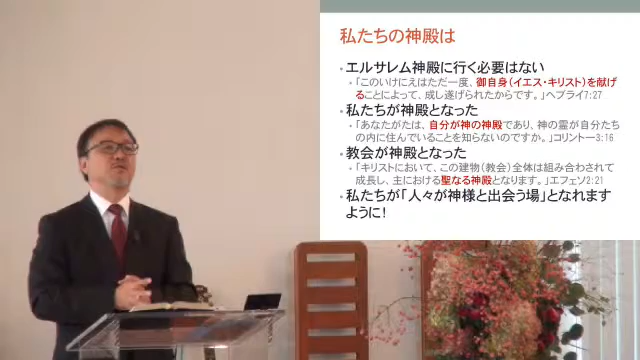 私たちの神殿は
・エルサレム神殿に行く必要はない
・「このいけにえはただ一度、御自身（イエス・キリスト）を献げ
ることによって、成し遂げられたからです。」ヘブライ7:27
・私たちが神殿となった
・「あなたがたは、自分が神の神殿であり、神の霊が自分たち
の内に住んでいることを知らないのですか。」コリント一3:16
・教会が神殿となった
・「キリストにおいて、この建物（教会）全体は組み合わされて
成長し、主における聖なる神殿となります。」エフェソ2:21
・私たちが「人々が神様と出会う場」となれます
ように！